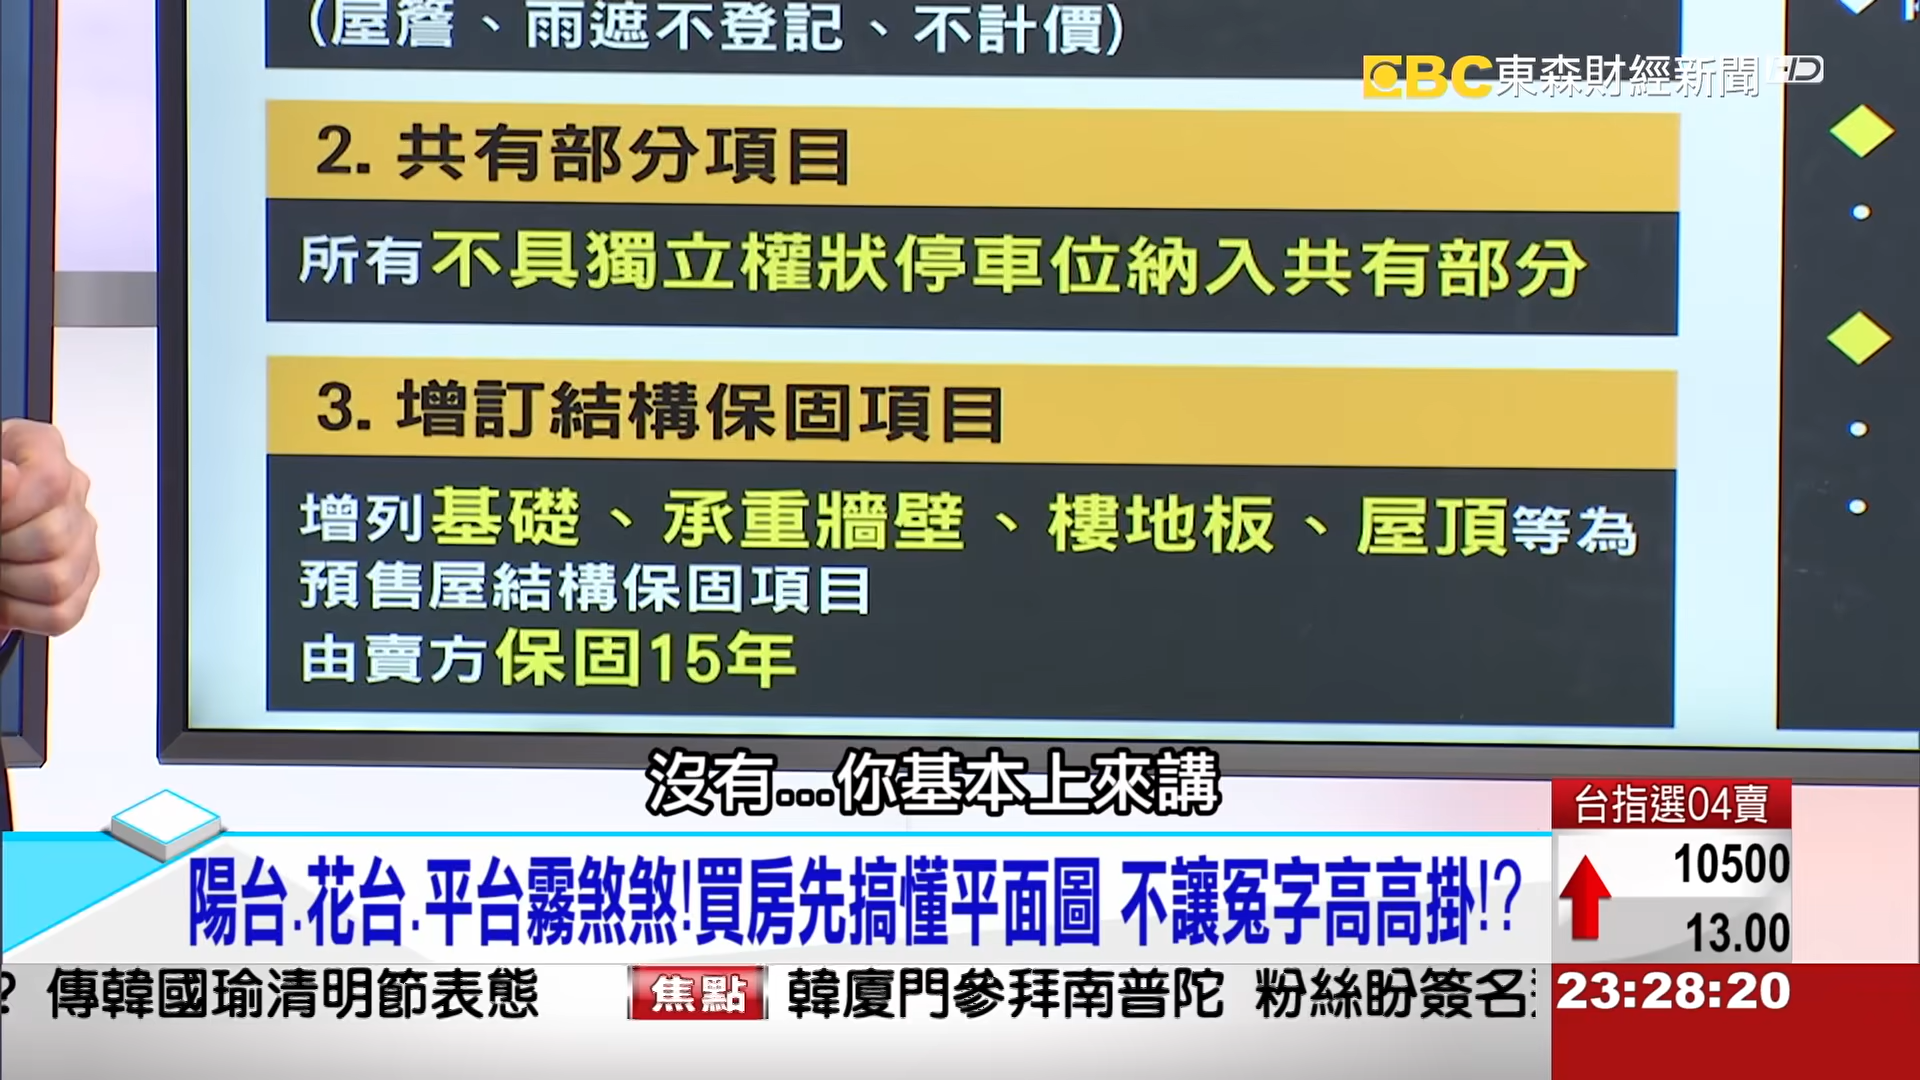 (屋簷、雨遮不登記、不計價)
EBC東森財經新聞HD
2. 共有部分項目
所有不具獨立權狀停車位納入共有部分
3. 增訂結構保固項目
增列基礎、承重牆壁、樓地板、屋頂等為
預售屋結構保固項目
由賣方保固15年
沒有...你基本上來講
台指選04賣
陽台.花台.平台霧煞煞!買房先搞懂平面圖 不讓冤字高高掛!?
10500
13.00
? 傳韓國瑜清明節表態 焦點 韓廈門參拜南普陀 粉絲盼簽名
23:28:20